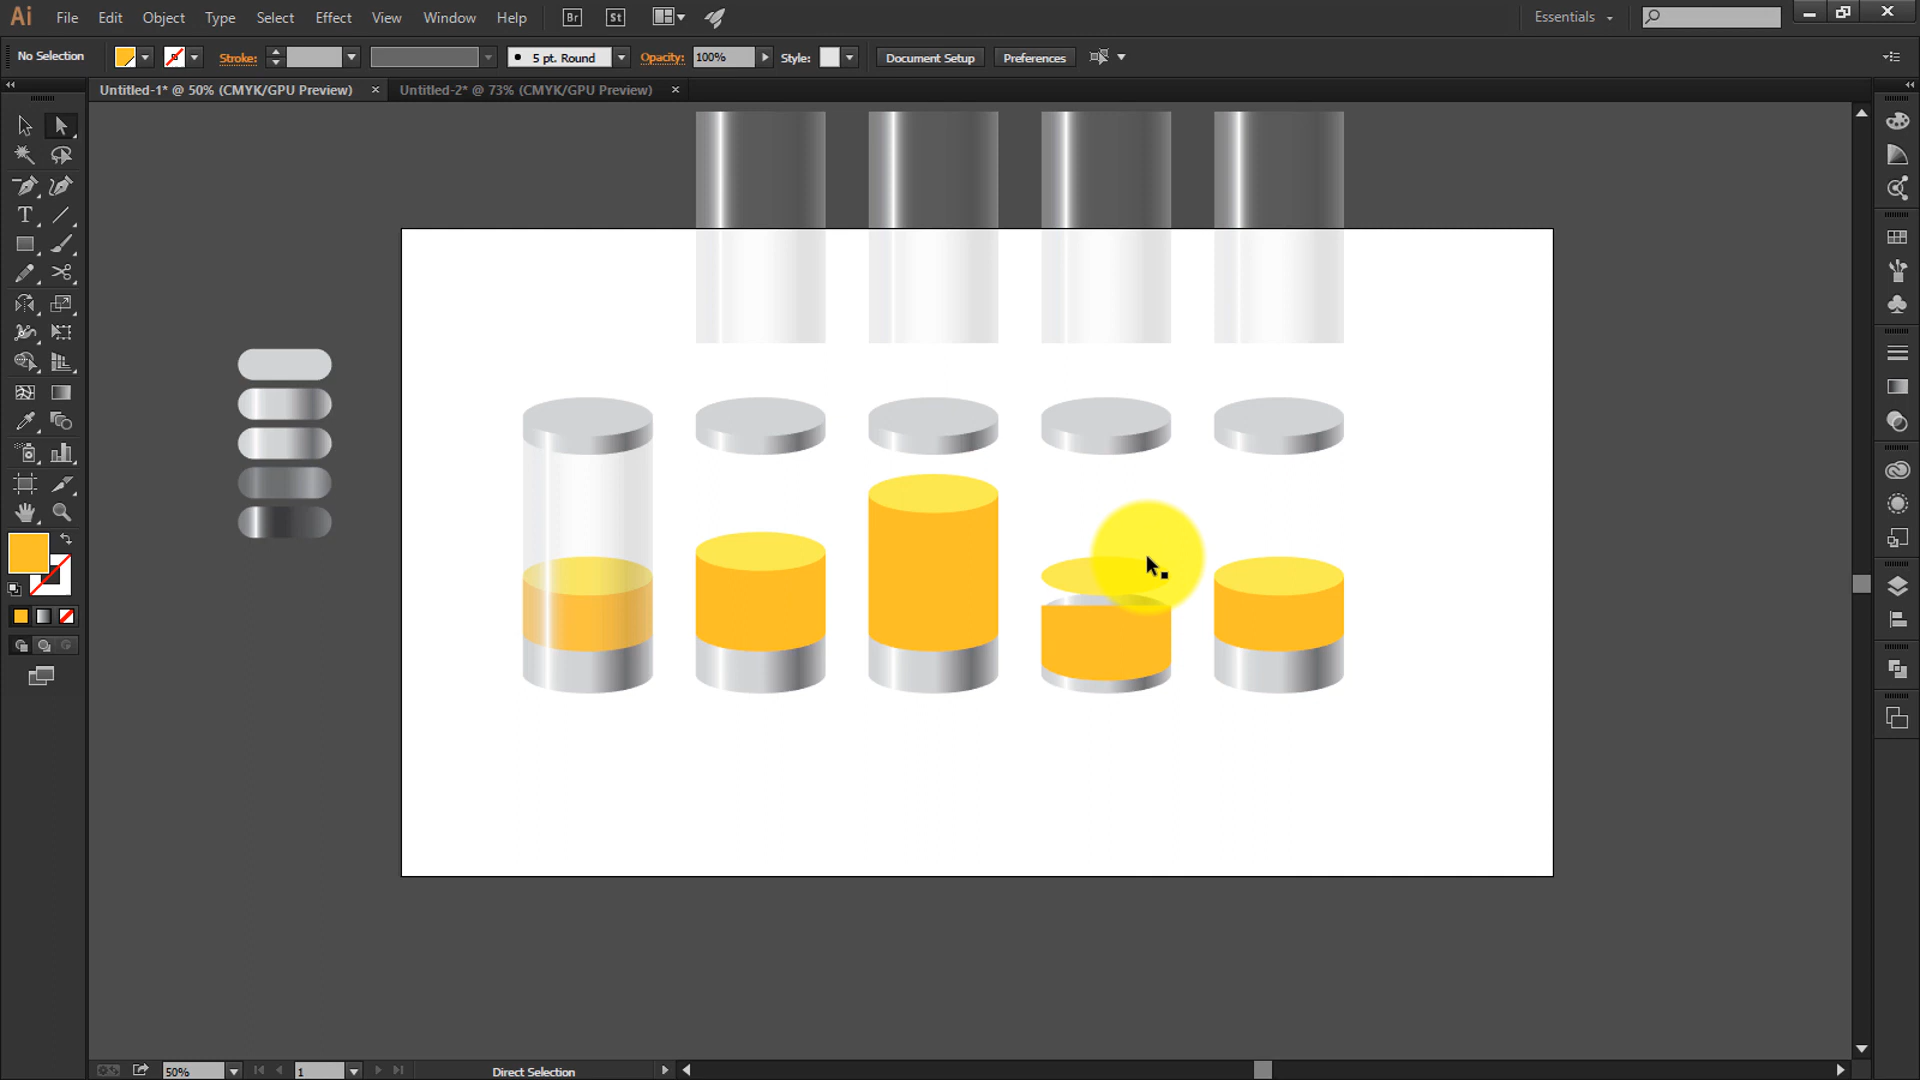 Ai File Edit Object Type Select Effect View Window Help Br St Essentials
No Selection Stroke: 5 pt. Round Opacity: 100% Style: Document Setup Preferences
Untitled-1* @ 50% (CMYK/GPU Preview) × Untitled-2* @ 73% (CMYK/GPU Preview) ×
T
50% 1 Direct Selection